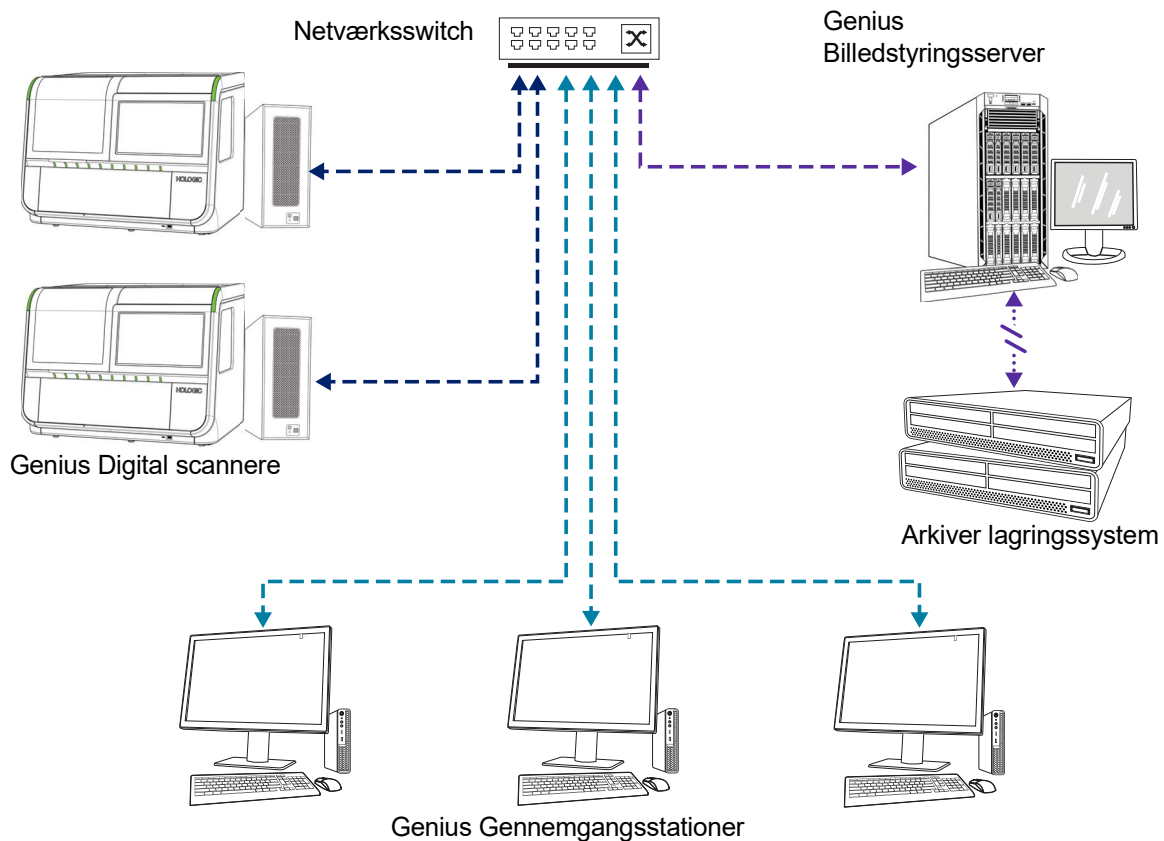 Netværksswitch
Genius
Billedstyringsserver
HOLOGIC
HOLOGIC
Genius Digital scannere
Arkiver lagringssystem
Genius Gennemgangsstationer